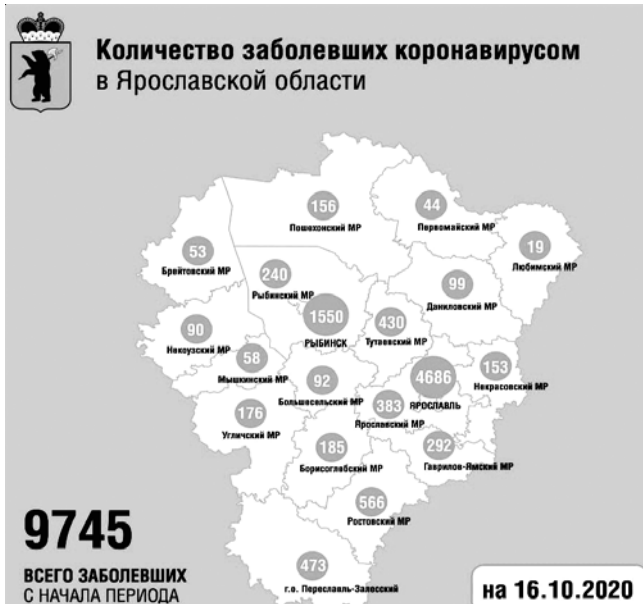 Количество заболевших коронавирусом
в Ярославской области
156
Пошехонский МР
44
Первомайский МР
19
Любимский МР
53
Брейтовский МР
240
Рыбинский МР
99
Даниловский МР
1550
РЫБИНСК
430
Тутаевский МР
90
Некоузский МР
58
Мышкинский МР
92
Большесельский МР
4686
ЯРОСЛАВЛЬ
153
Некрасовский МР
383
Ярославский МР
176
Угличский МР
185
Борисоглебский МР
292
Гаврилов-Ямский МР
566
Ростовский МР
473
г.о. Переславль-Залесский
9745
ВСЕГО ЗАБОЛЕВШИХ
С НАЧАЛА ПЕРИОДА
на 16.10.2020